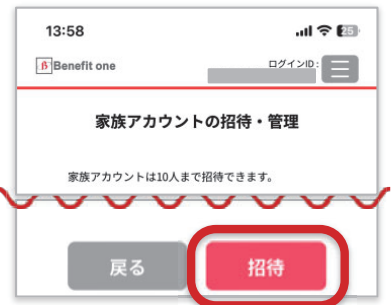 13:58
25
Benefit one
ログインID:
家族アカウントの招待・管理
家族アカウントは10人まで招待できます。
戻る
招待